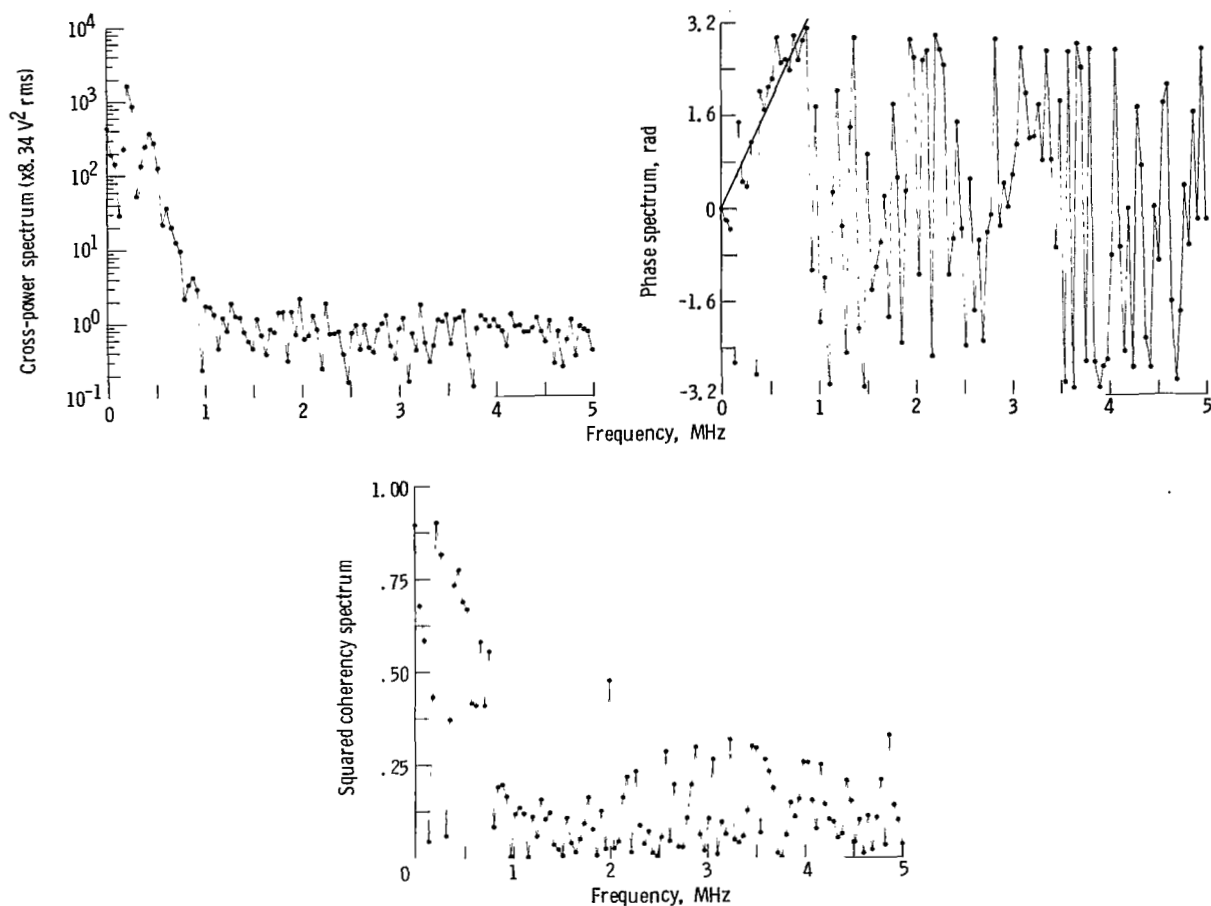 10^4
10^3
10^2
10^1
10^0
10^-1
Cross-power spectrum (x8.34 V^2 rms)
0 1 2 3 4 5
3.2
1.6
0
-1.6
-3.2
Phase spectrum, rad
0 1 2 3 4 5
Frequency, MHz
1.00
.75
.50
.25
0
Squared coherency spectrum
1 2 3 4 5
Frequency, MHz